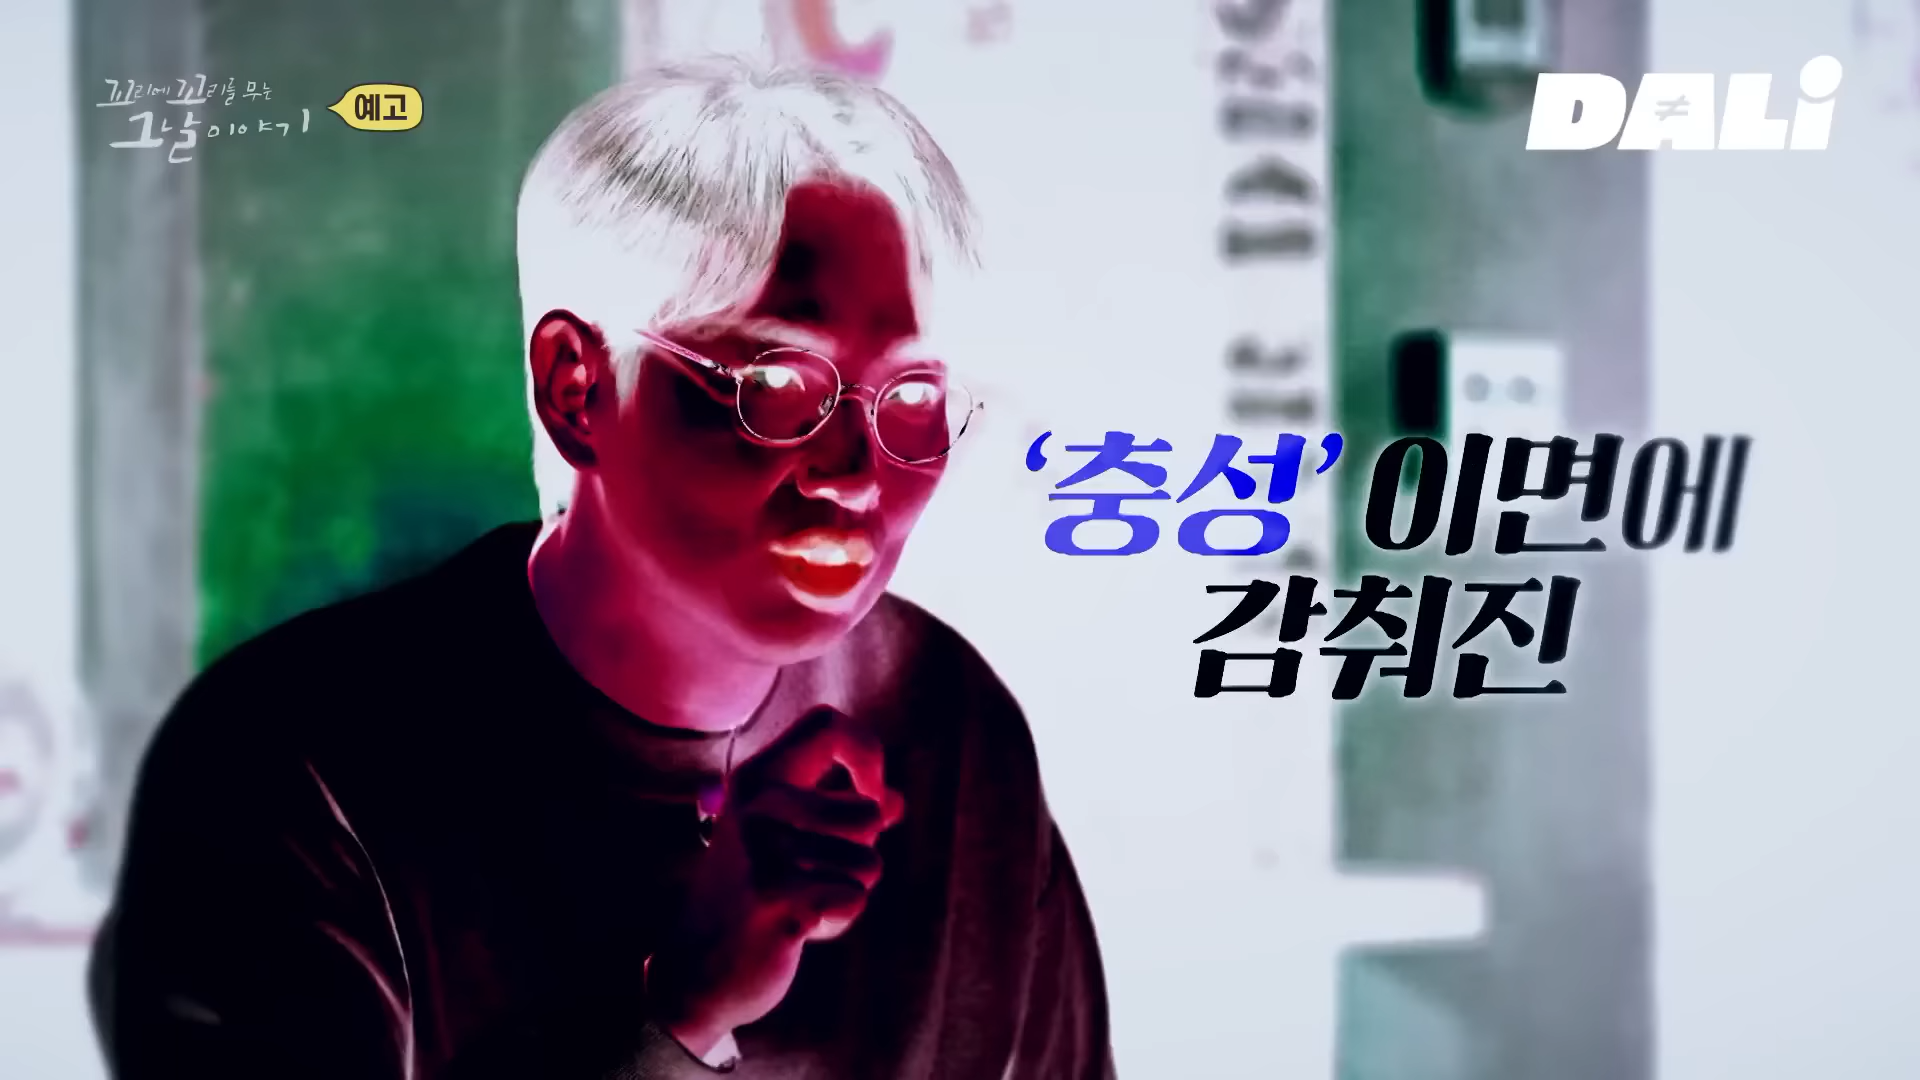 꼬리에 꼬리를 무는
그날 이야기
예고
DALi
‘충성’ 이면에
감춰진